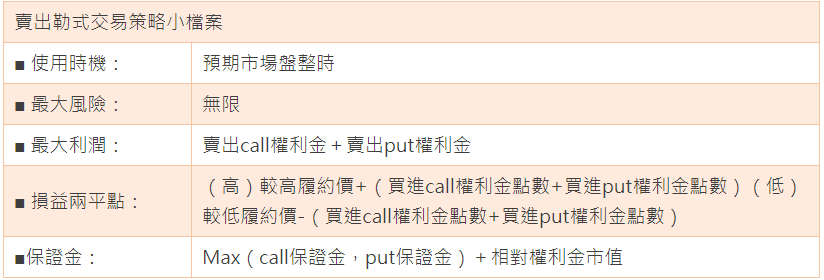 賣出勒式交易策略小檔案
■ 使用時機： 預期市場盤整時
■ 最大風險： 無限
■ 最大利潤： 賣出call權利金＋賣出put權利金
■ 損益兩平點： （高）較高履約價+（買進call權利金點數+買進put權利金點數）（低）
較低履約價-（買進call權利金點數+買進put權利金點數）
■保證金： Max（call保證金，put保證金）＋相對權利金市值